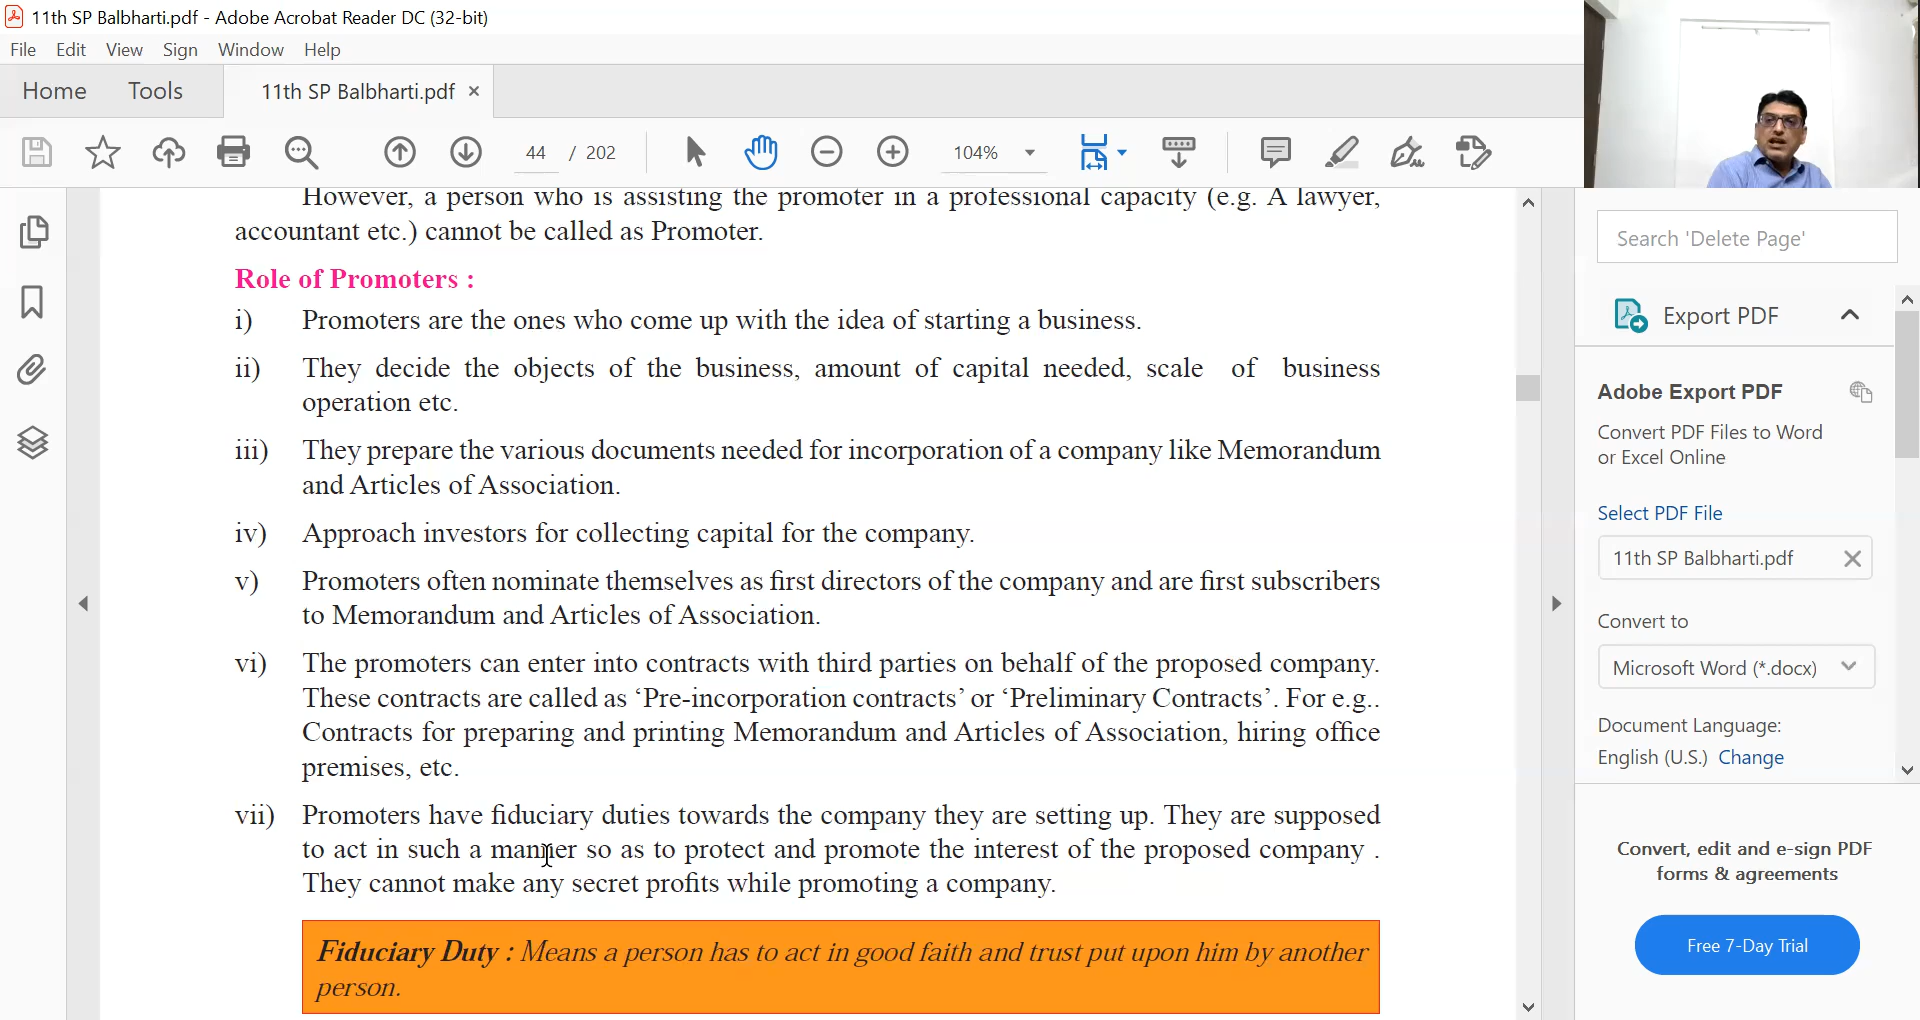 11th SP Balbharti.pdf - Adobe Acrobat Reader DC (32-bit)
File Edit View Sign Window Help
Home Tools 11th SP Balbharti.pdf ×
44 / 202 104%
However, a person who is assisting the promoter in a professional capacity (e.g. A lawyer,
accountant etc.) cannot be called as Promoter.
Role of Promoters :
i) Promoters are the ones who come up with the idea of starting a business.
ii) They decide the objects of the business, amount of capital needed, scale of business
operation etc.
iii) They prepare the various documents needed for incorporation of a company like Memorandum
and Articles of Association.
iv) Approach investors for collecting capital for the company.
v) Promoters often nominate themselves as first directors of the company and are first subscribers
to Memorandum and Articles of Association.
vi) The promoters can enter into contracts with third parties on behalf of the proposed company.
These contracts are called as ‘Pre-incorporation contracts’ or ‘Preliminary Contracts’. For e.g..
Contracts for preparing and printing Memorandum and Articles of Association, hiring office
premises, etc.
vii) Promoters have fiduciary duties towards the company they are setting up. They are supposed
to act in such a manner so as to protect and promote the interest of the proposed company .
They cannot make any secret profits while promoting a company.
Fiduciary Duty : Means a person has to act in good faith and trust put upon him by another
person.
Search 'Delete Page'
Export PDF
Adobe Export PDF
Convert PDF Files to Word
or Excel Online
Select PDF File
11th SP Balbharti.pdf
Convert to
Microsoft Word (*.docx)
Document Language:
English (U.S.) Change
Convert, edit and e-sign PDF
forms & agreements
Free 7-Day Trial